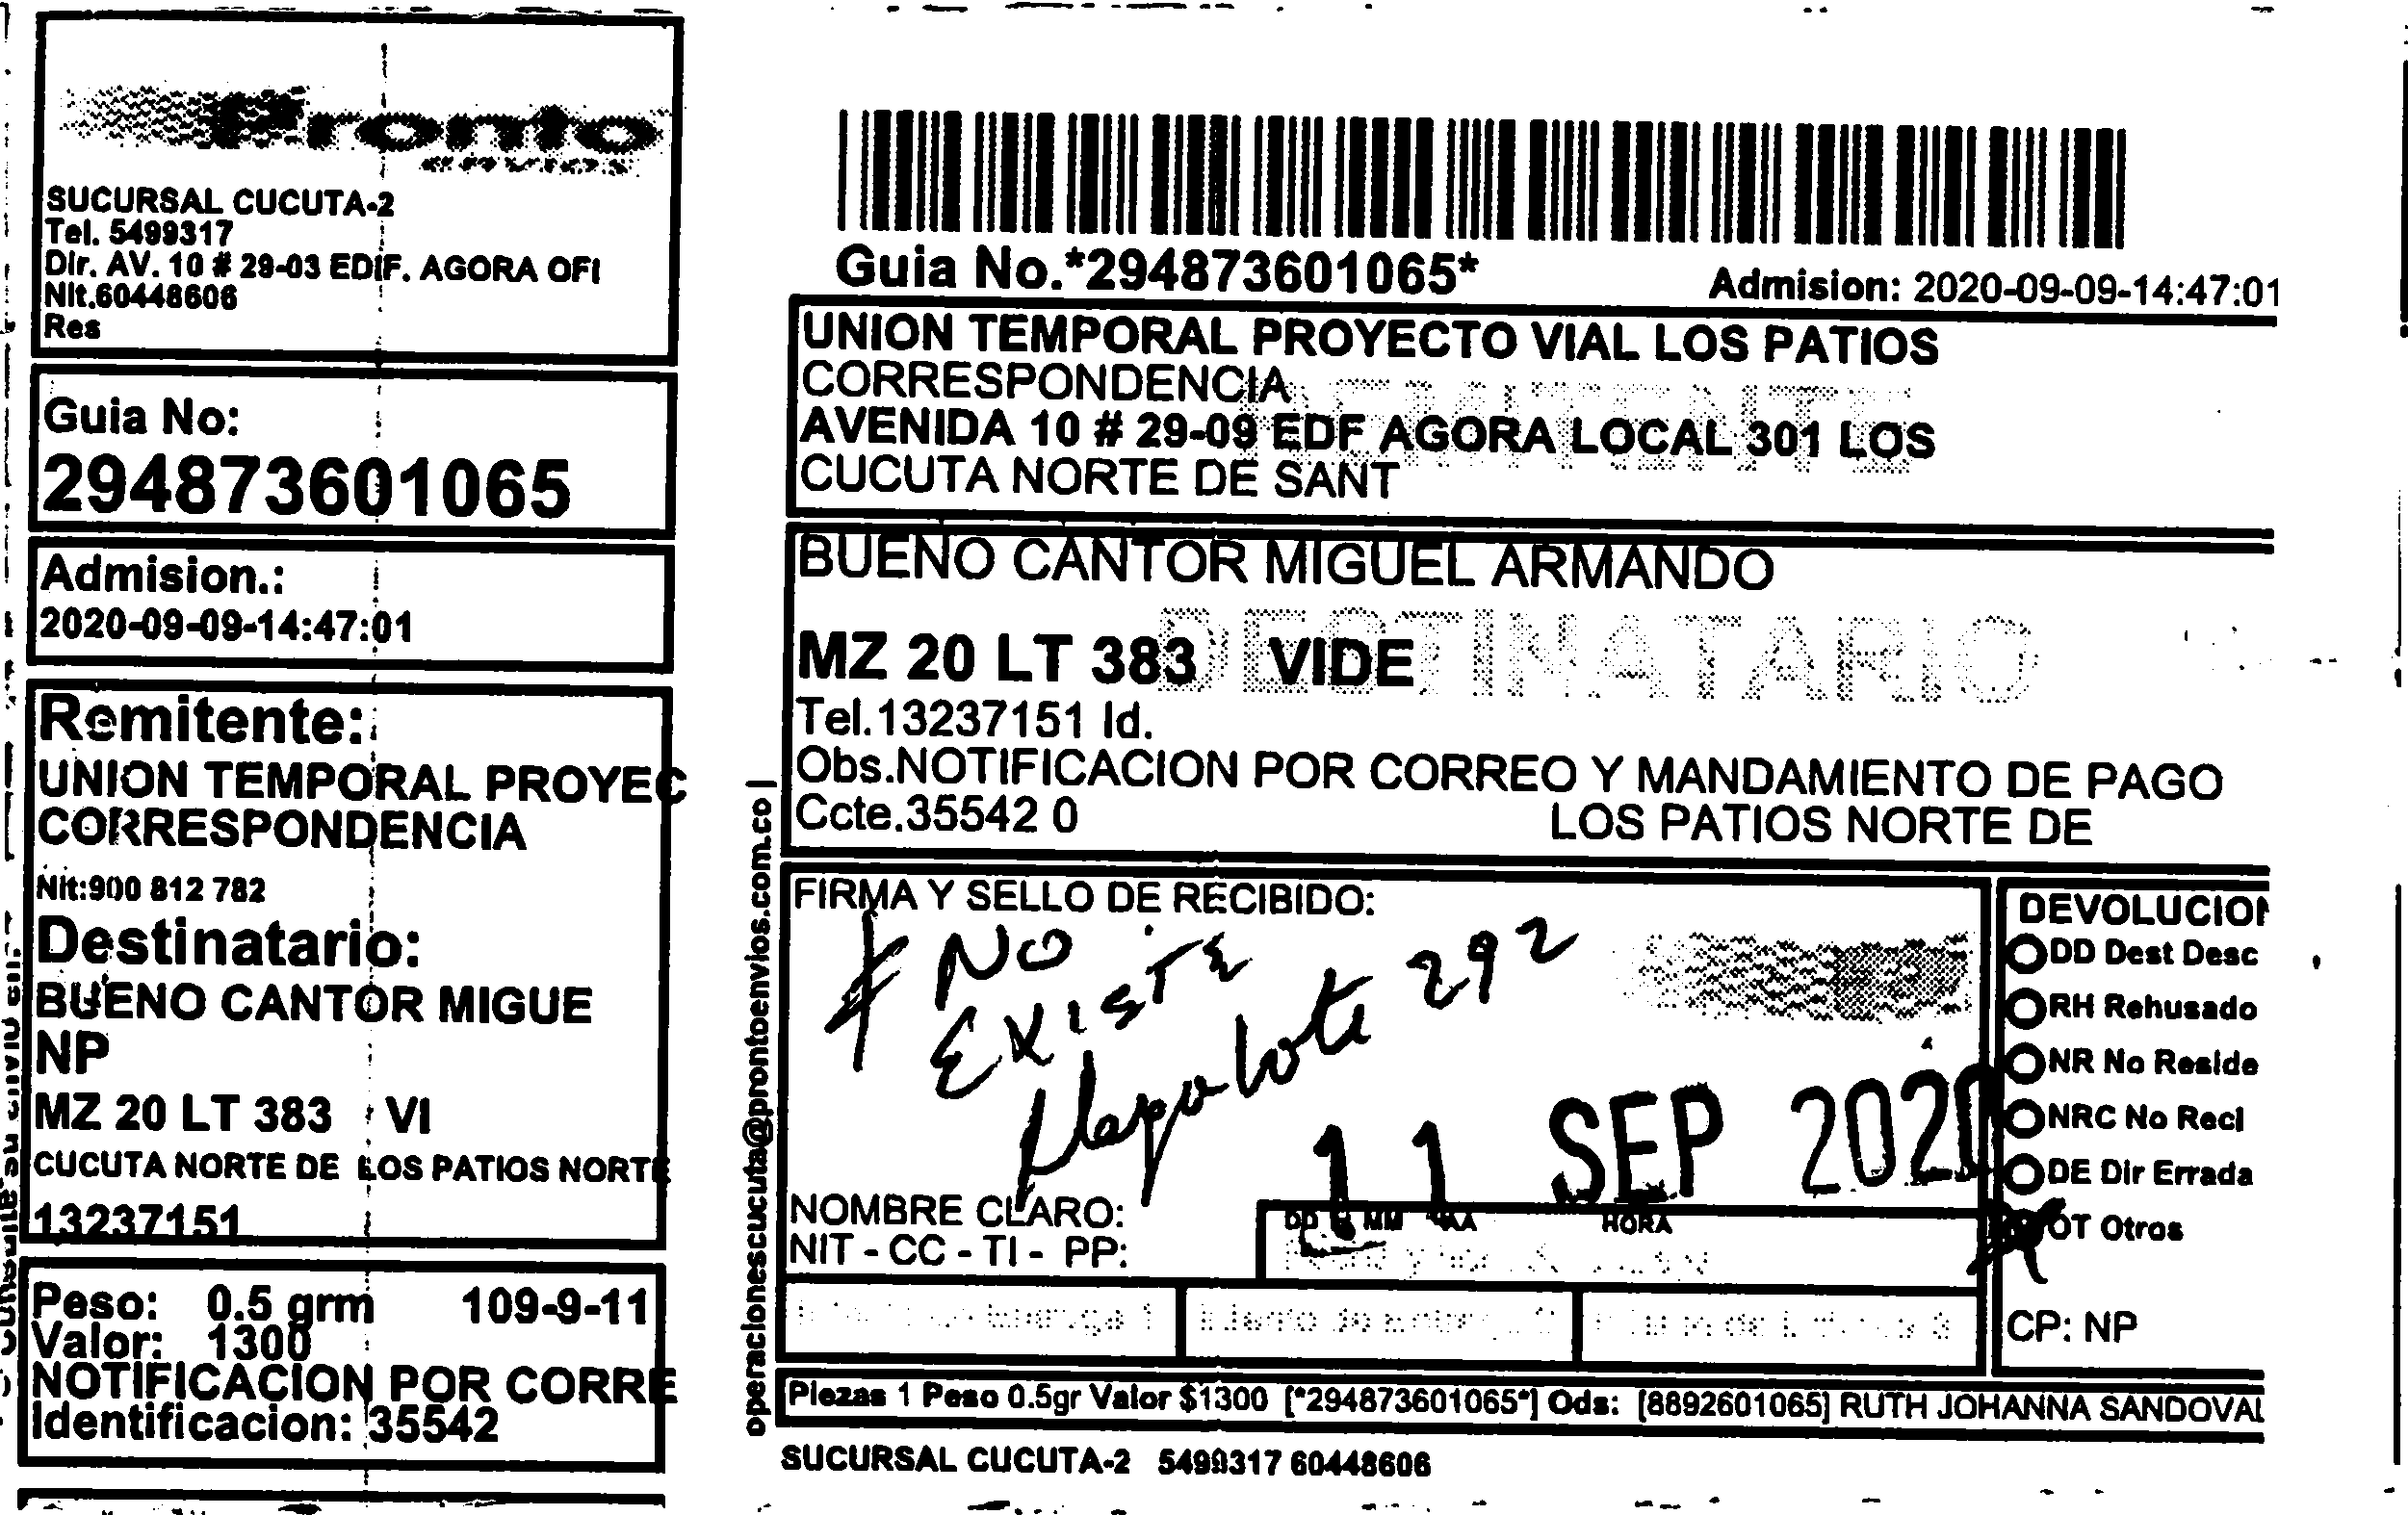 Pronto
SUCURSAL CUCUTA-2
Tel. 5499317
Dir. AV. 10 # 29-03 EDIF. AGORA OFI
Nit.60448606
Res
Guia No:
294873601065
Admision.:
2020-09-09-14:47:01
Remitente:
UNION TEMPORAL PROYEC
CORRESPONDENCIA
Nit:900 812 782
Destinatario:
BUENO CANTOR MIGUE
NP
MZ 20 LT 383 VI
CUCUTA NORTE DE LOS PATIOS NORTE
13237151
Peso: 0.5 grm 109-9-11
Valor: 1300
NOTIFICACION POR CORRE
Identificacion: 35542
Guia No.*294873601065*
Admision: 2020-09-09-14:47:01
UNION TEMPORAL PROYECTO VIAL LOS PATIOS
CORRESPONDENCIA
REMITENTE
AVENIDA 10 # 29-09 EDF AGORA LOCAL 301 LOS
CUCUTA NORTE DE SANT
BUENO CANTOR MIGUEL ARMANDO
DESTINATARIO
MZ 20 LT 383 VIDE
Tel.13237151 Id.
Obs.NOTIFICACION POR CORREO Y MANDAMIENTO DE PAGO
Ccte.35542 0 LOS PATIOS NORTE DE
operacionescucuta@prontoenvios.com.co |
FIRMA Y SELLO DE RECIBIDO:
NO
EXISTE
llega lote 292
11 SEP 2020
NOMBRE CLARO:
NIT - CC - TI - PP:
DD MM AA HORA
DEVOLUCION
DD Dest Desc
RH Rehusado
NR No Reside
NRC No Recl
DE Dir Errada
OT Otros
CP: NP
Piezas 1 Peso 0.5gr Valor $1300 [*294873601065*] Ods: [8892601065] RUTH JOHANNA SANDOVAL
SUCURSAL CUCUTA-2 5499317 60448606